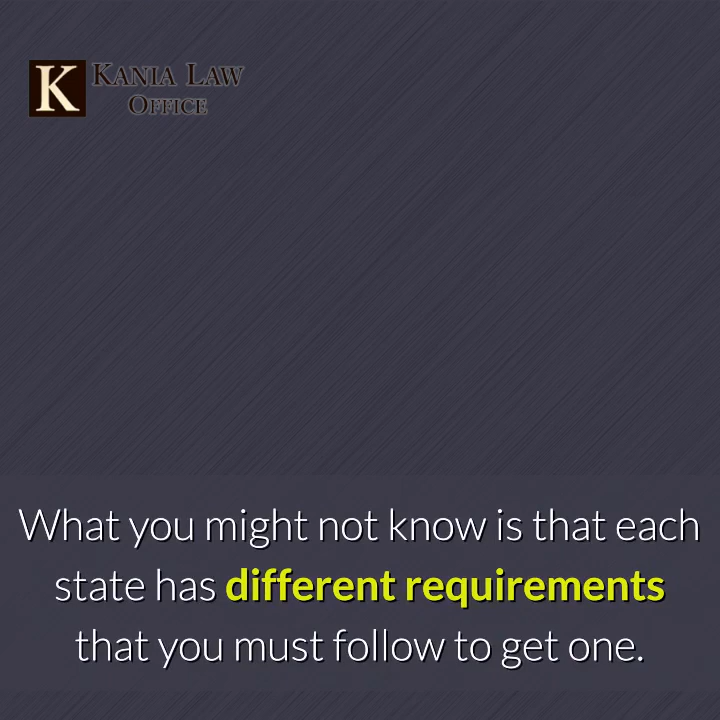 K KANIA LAW
OFFICE
What you might not know is that each
state has different requirements
that you must follow to get one.